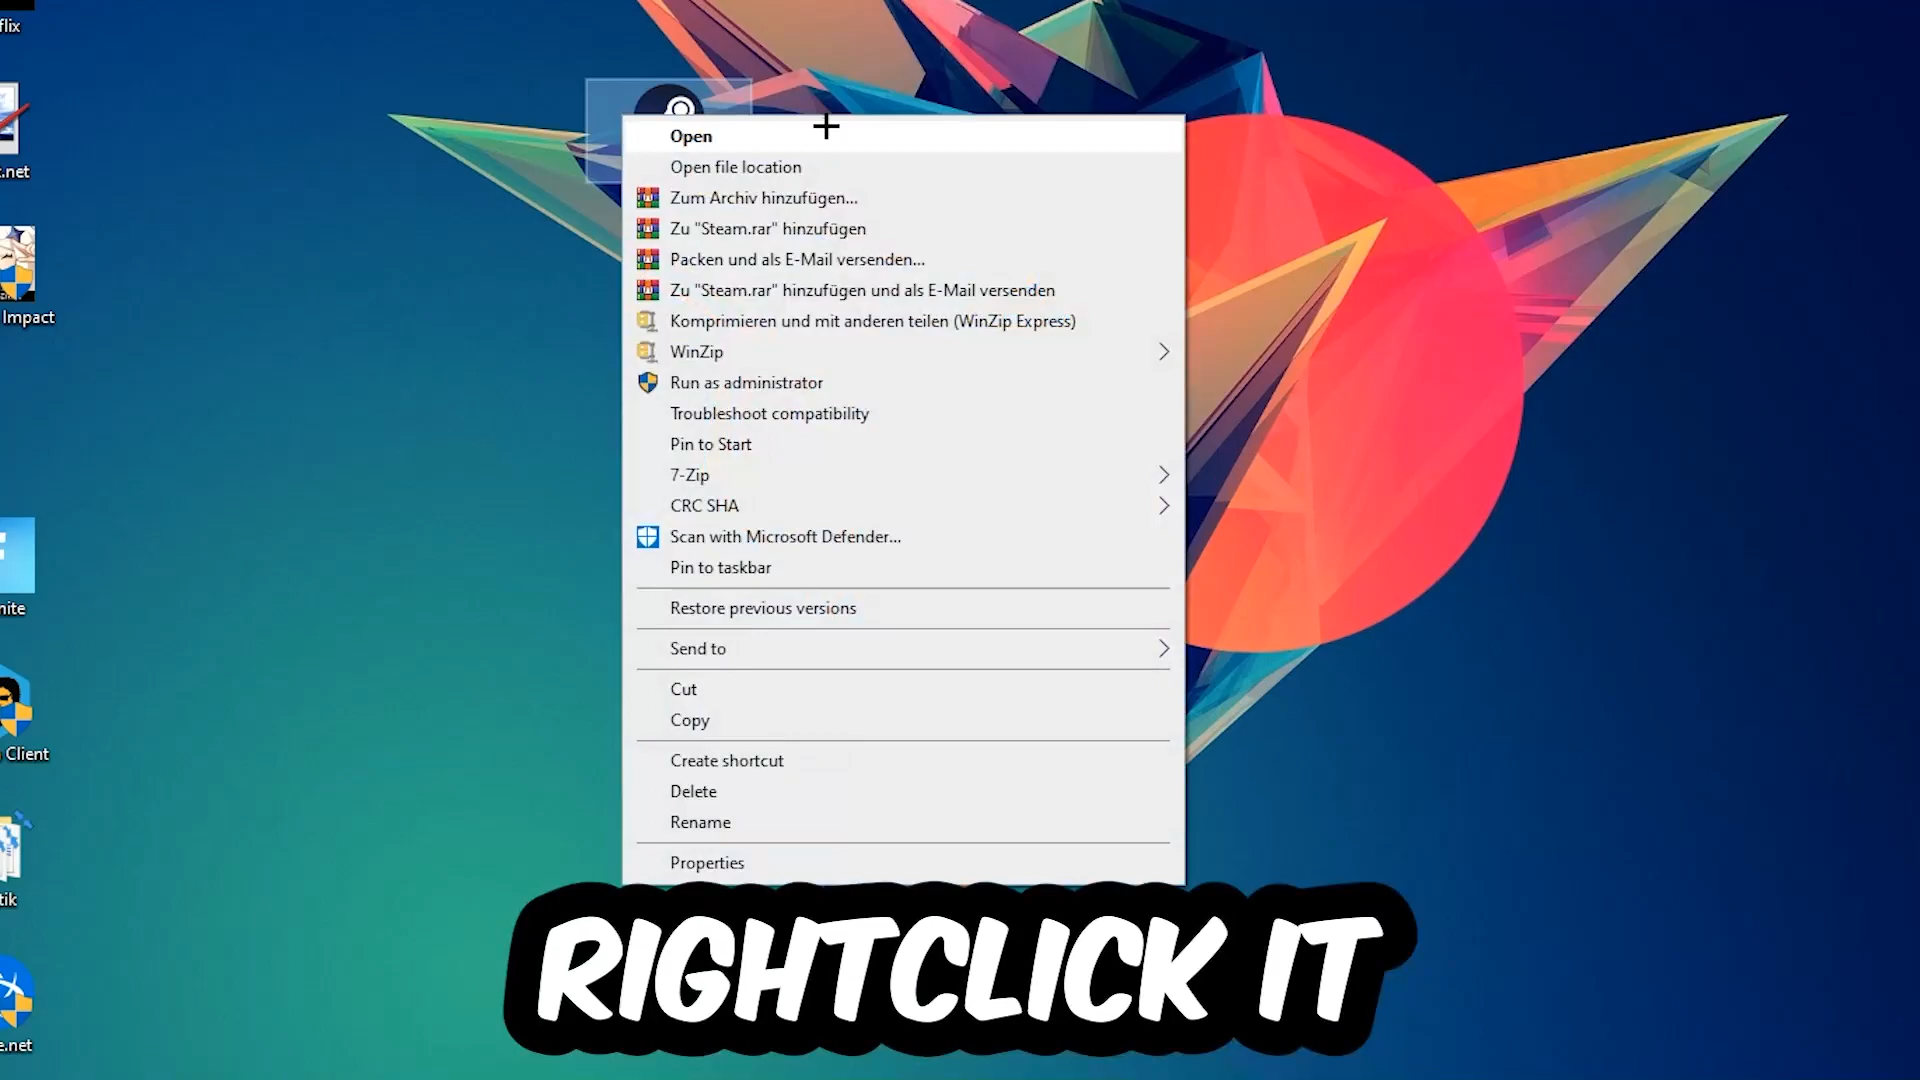 flix
Open
Open file location
.net
Zum Archiv hinzufügen...
Zu "Steam.rar" hinzufügen
Packen und als E-Mail versenden...
Zu "Steam.rar" hinzufügen und als E-Mail versenden
Impact
Komprimieren und mit anderen teilen (WinZip Express)
WinZip
Run as administrator
Troubleshoot compatibility
Pin to Start
7-Zip
CRC SHA
Scan with Microsoft Defender...
Pin to taskbar
nite
Restore previous versions
Send to
Cut
Copy
Client
Create shortcut
Delete
Rename
Properties
tik
RIGHTCLICK IT
e.net